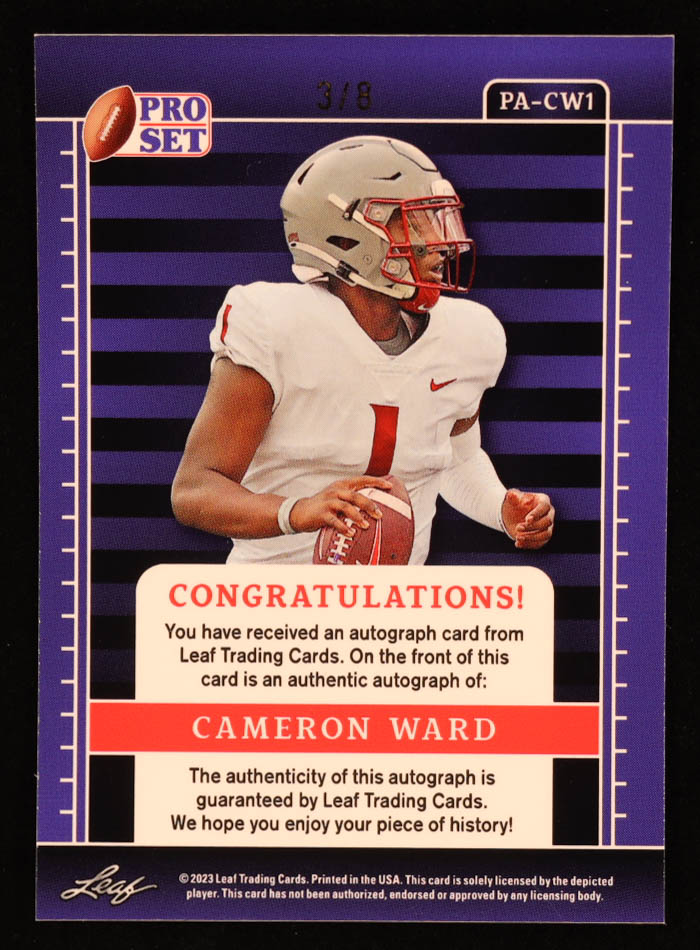 3/8
PA-CW1
PRO
SET
1
1
CONGRATULATIONS!
You have received an autograph card from
Leaf Trading Cards. On the front of this
card is an authentic autograph of:
CAMERON WARD
The authenticity of this autograph is
guaranteed by Leaf Trading Cards.
We hope you enjoy your piece of history!
Leaf
© 2023 Leaf Trading Cards. Printed in the USA. This card is solely licensed by the depicted
player. This card has not been authorized, endorsed or approved by any licensing body.